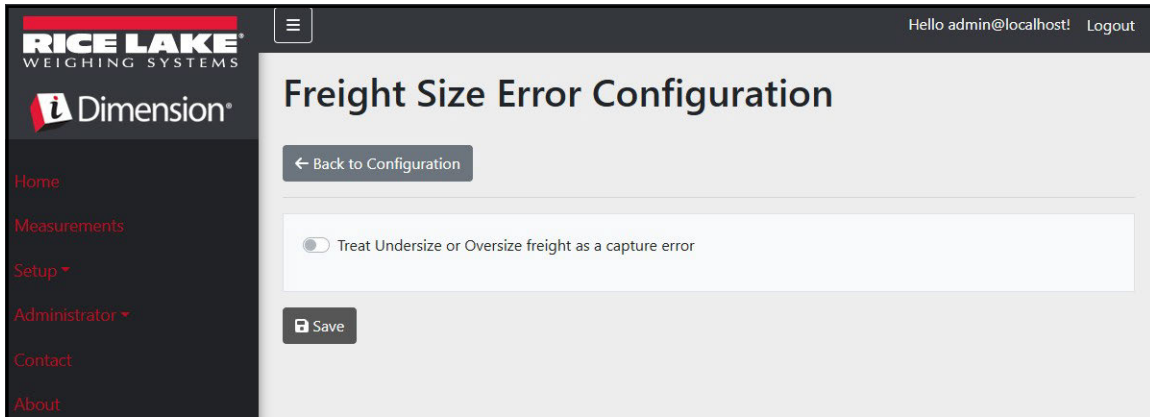 RICE LAKE®
WEIGHING SYSTEMS
i Dimension®
Home
Measurements
Setup
Administrator
Contact
About
Hello admin@localhost! Logout
Freight Size Error Configuration
← Back to Configuration
Treat Undersize or Oversize freight as a capture error
Save